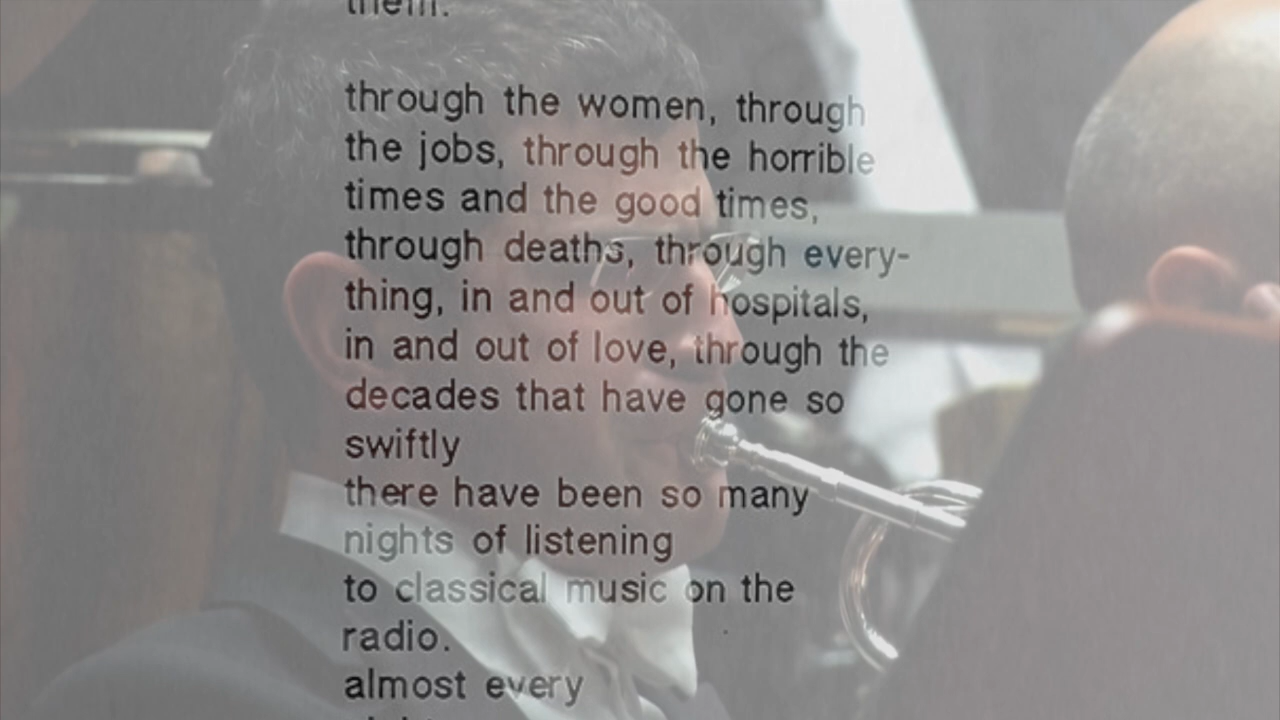 them.
through the women, through
the jobs, through the horrible
times and the good times,
through deaths, through every-
thing, in and out of hospitals,
in and out of love, through the
decades that have gone so
swiftly
there have been so many
nights of listening
to classical music on the
radio.
almost every